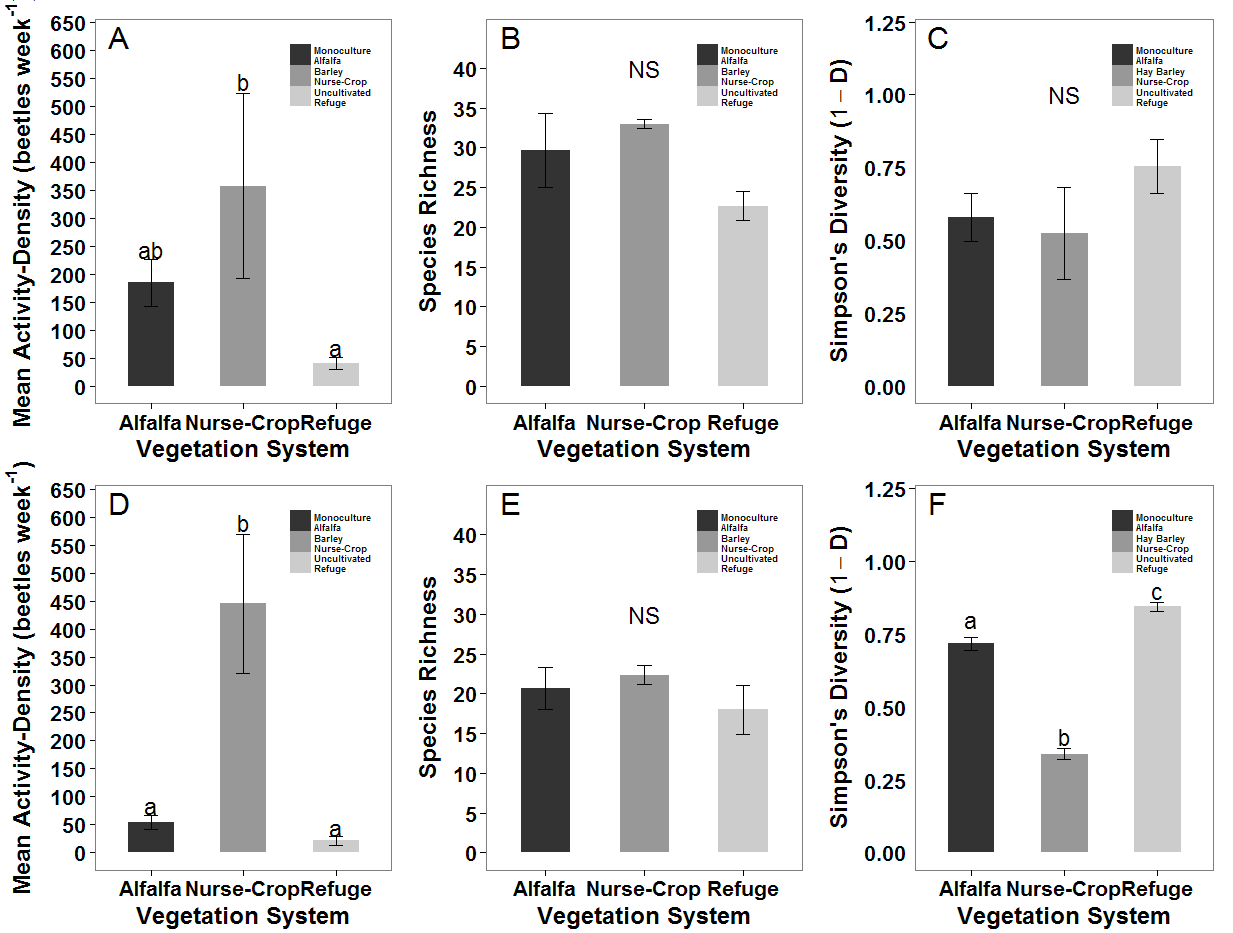 A
Mean Activity-Density (beetles week-1
650
600
550
500
450
400
350
300
250
200
150
100
50
0
Monoculture
Alfalfa
Barley
Nurse-Crop
Uncultivated
Refuge
ab
b
a
Alfalfa Nurse-Crop Refuge
Vegetation System
B
Species Richness
40
35
30
25
20
15
10
5
0
Monoculture
Alfalfa
Barley
Nurse-Crop
Uncultivated
Refuge
NS
Alfalfa Nurse-Crop Refuge
Vegetation System
C
Simpson's Diversity (1 − D)
1.25
1.00
0.75
0.50
0.25
0.00
Monoculture
Alfalfa
Hay Barley
Nurse-Crop
Uncultivated
Refuge
NS
Alfalfa Nurse-Crop Refuge
Vegetation System
D
Mean Activity-Density (beetles week-1)
650
600
550
500
450
400
350
300
250
200
150
100
50
0
Monoculture
Alfalfa
Barley
Nurse-Crop
Uncultivated
Refuge
a
b
a
Alfalfa Nurse-Crop Refuge
Vegetation System
E
Species Richness
40
35
30
25
20
15
10
5
0
Monoculture
Alfalfa
Barley
Nurse-Crop
Uncultivated
Refuge
NS
Alfalfa Nurse-Crop Refuge
Vegetation System
F
Simpson's Diversity (1 − D)
1.25
1.00
0.75
0.50
0.25
0.00
Monoculture
Alfalfa
Hay Barley
Nurse-Crop
Uncultivated
Refuge
a
b
c
Alfalfa Nurse-Crop Refuge
Vegetation System